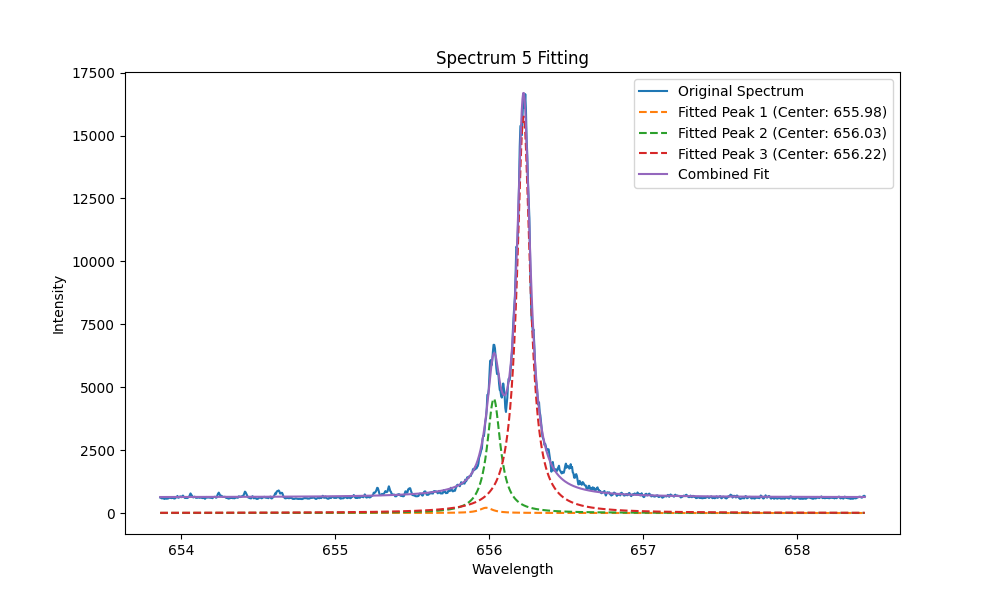 Spectrum 5 Fitting
17500
15000
12500
10000
7500
5000
2500
0
Intensity
Original Spectrum
Fitted Peak 1 (Center: 655.98)
Fitted Peak 2 (Center: 656.03)
Fitted Peak 3 (Center: 656.22)
Combined Fit
654 655 656 657 658
Wavelength